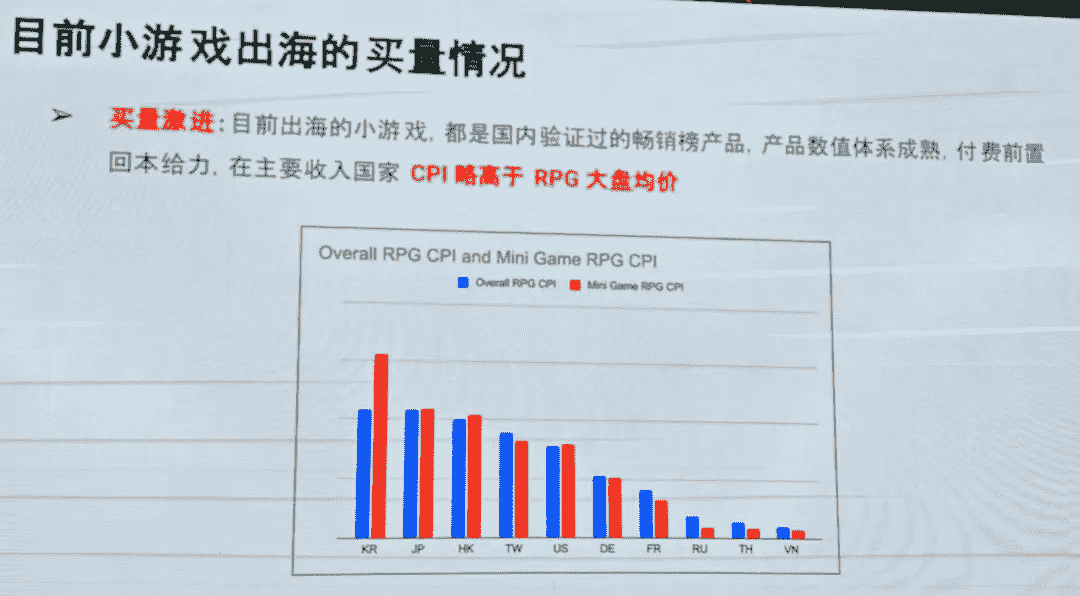 目前小游戏出海的买量情况
➢ 买量激进：目前出海的小游戏，都是国内验证过的畅销榜产品，产品数值体系成熟，付费前置
回本给力，在主要收入国家 CPI 略高于 RPG 大盘均价
Overall RPG CPI and Mini Game RPG CPI
Overall RPG CPI Mini Game RPG CPI
KR JP HK TW US DE FR RU TH VN